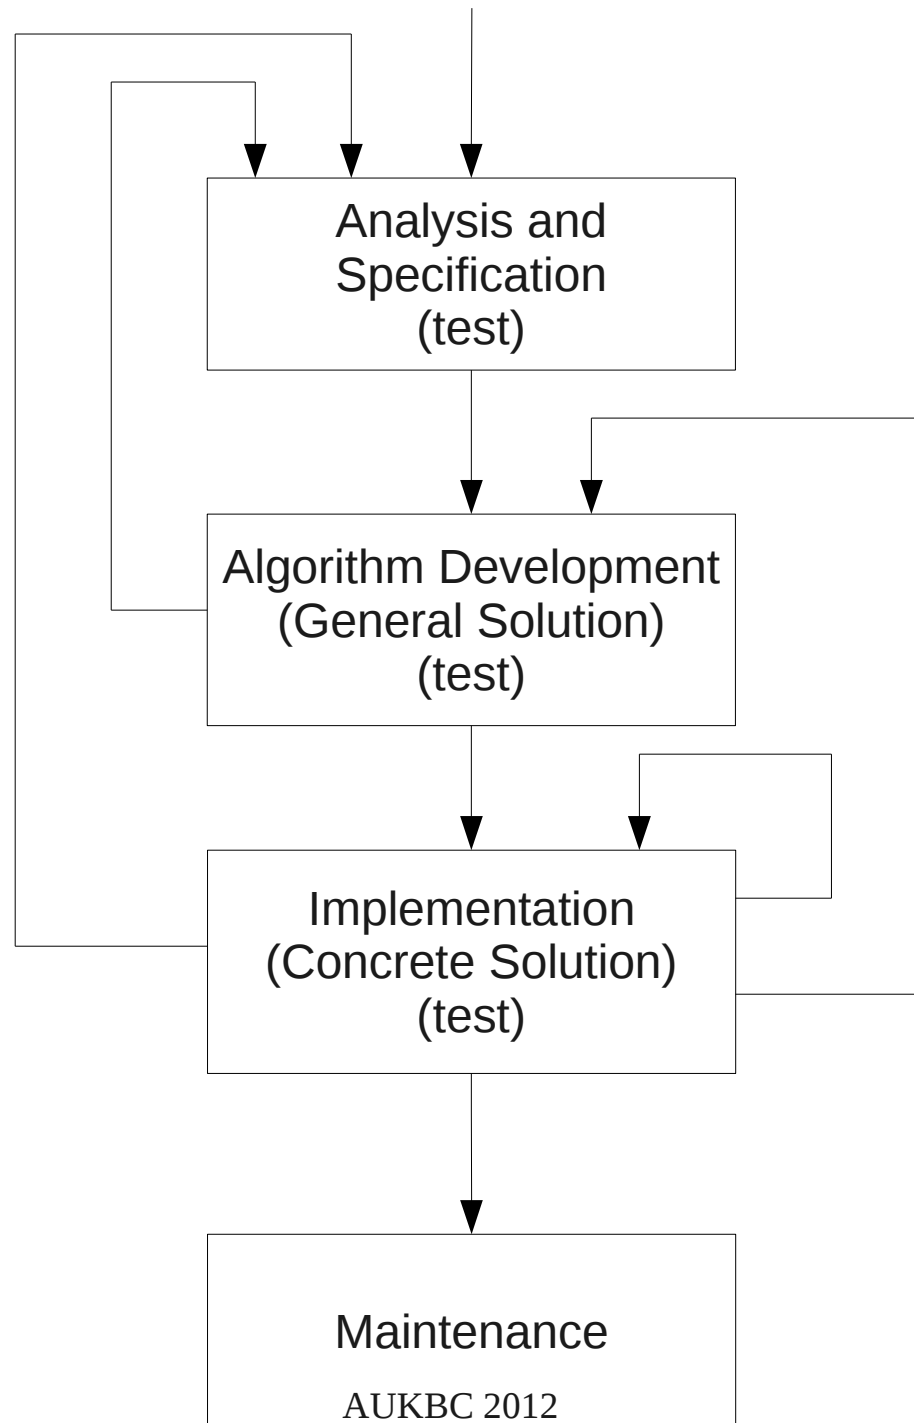 Analysis and
Specification
(test)
Algorithm Development
(General Solution)
(test)
Implementation
(Concrete Solution)
(test)
Maintenance
AUKBC 2012